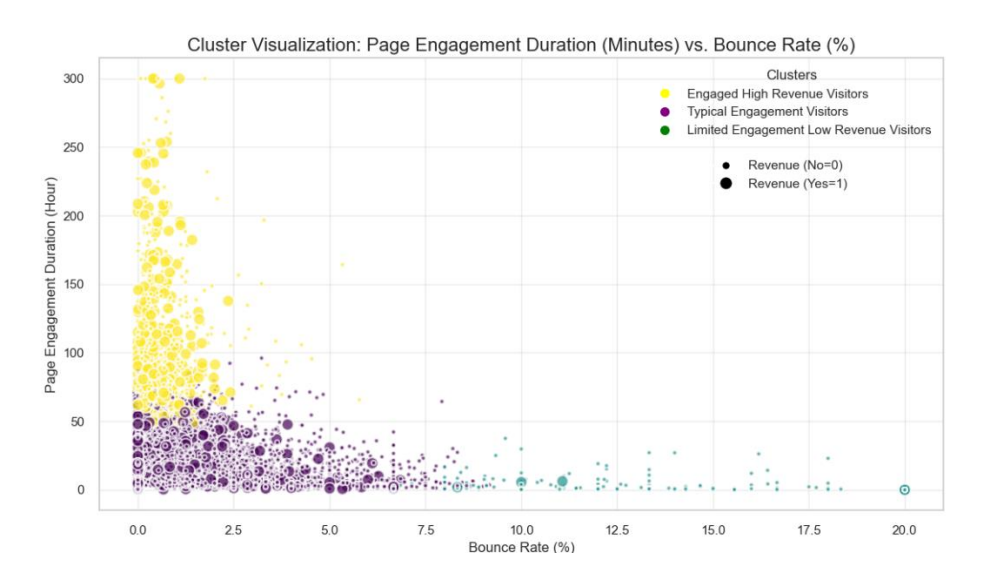 Cluster Visualization: Page Engagement Duration (Minutes) vs. Bounce Rate (%)
Clusters
Engaged High Revenue Visitors
Typical Engagement Visitors
Limited Engagement Low Revenue Visitors
Revenue (No=0)
Revenue (Yes=1)
Page Engagement Duration (Hour)
300
250
200
150
100
50
0
0.0 2.5 5.0 7.5 10.0 12.5 15.0 17.5 20.0
Bounce Rate (%)